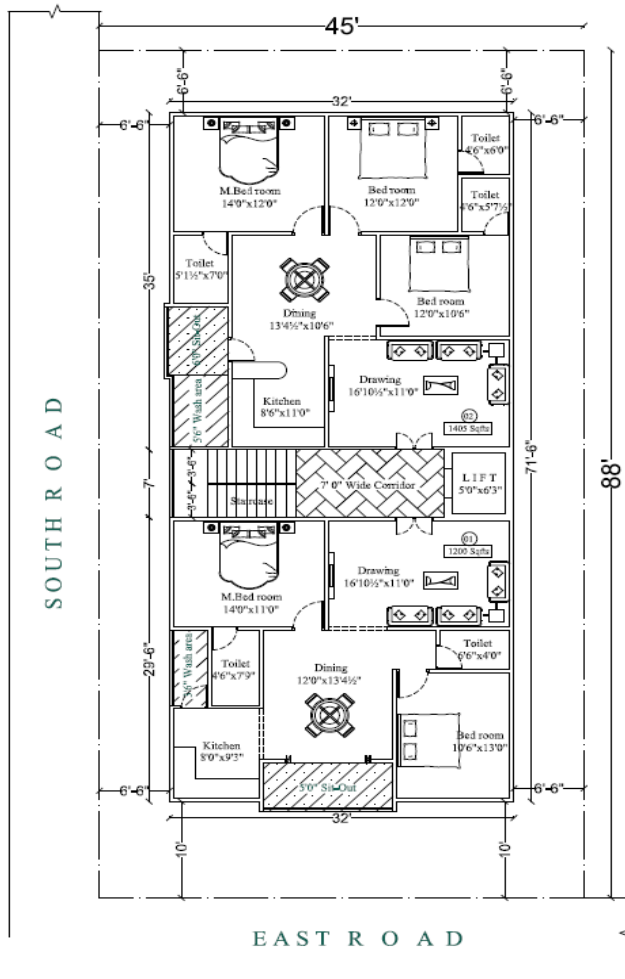 45'
6'-6"
6'-6"
32'
6'-6"
6'-6"
Toilet
4'6"x6'0"
M.Bed room
14'0"x12'0"
Bed room
12'0"x12'0"
Toilet
4'6"x5'7½"
Toilet
5'1½"x7'0"
35'
Dining
13'4½"x10'6"
Bed room
12'0"x10'6"
6'0" Sit-Out
Drawing
16'10½"x11'0"
Kitchen
8'6"x11'0"
5'6" Wash area
02
1405 Sqfts
SOUTH ROAD
7'
3'-6"
3'-6"
Staircase
7' 0" Wide Corridor
LIFT
5'0"x6'3"
71'-6"
88'
01
1200 Sqfts
Drawing
16'10½"x11'0"
M.Bed room
14'0"x11'0"
29'-6"
3'6" Wash area
Toilet
4'6"x7'9"
Dining
12'0"x13'4½"
Toilet
6'6"x4'0"
Bed room
10'6"x13'0"
Kitchen
8'0"x9'3"
5'0" Sit-Out
6'-6"
6'-6"
32'
10'
10'
EAST ROAD